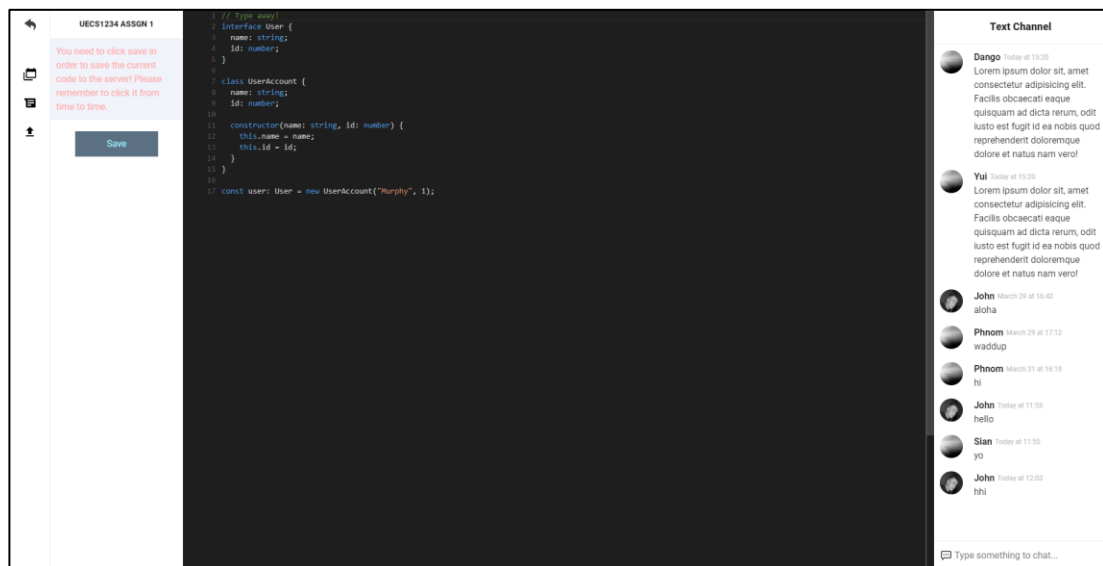 UECS1234 ASSGN 1
You need to click save in
order to save the current
code to the server! Please
remember to click it from
time to time.
Save
1 // Type away!
2 interface User {
3   name: string;
4   id: number;
5 }
6
7 class UserAccount {
8   name: string;
9   id: number;
10
11   constructor(name: string, id: number) {
12     this.name = name;
13     this.id = id;
14   }
15 }
16
17 const user: User = new UserAccount("Murphy", 1);
Text Channel
Dango Today at 15:20
Lorem ipsum dolor sit, amet
consectetur adipisicing elit.
Facilis obcaecati eaque
quisquam ad dicta rerum, odit
iusto est fugit id ea nobis quod
reprehenderit doloremque
dolore et natus nam vero!
Yui Today at 15:20
Lorem ipsum dolor sit, amet
consectetur adipisicing elit.
Facilis obcaecati eaque
quisquam ad dicta rerum, odit
iusto est fugit id ea nobis quod
reprehenderit doloremque
dolore et natus nam vero!
John March 29 at 16:42
aloha
Phnom March 29 at 17:12
waddup
Phnom March 31 at 16:18
hi
John Today at 11:55
hello
Sian Today at 11:55
yo
John Today at 12:03
hhi
Type something to chat...